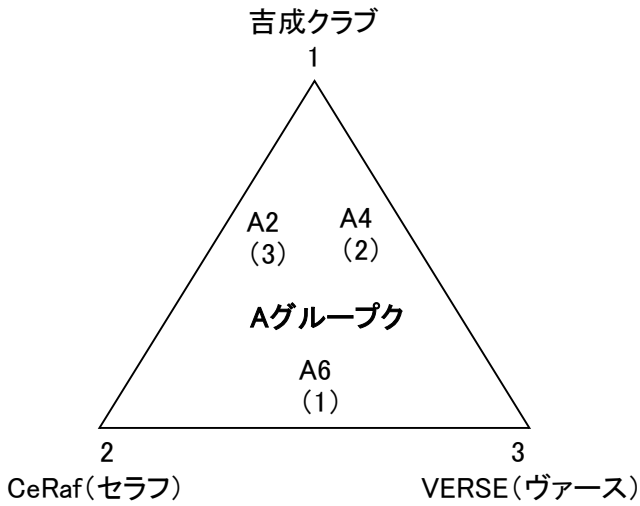 吉成クラブ
1
A2
（3）
A4
（2）
Aグループク
A6
（1）
2
3
CeRaf（セラフ）
VERSE（ヴァース）